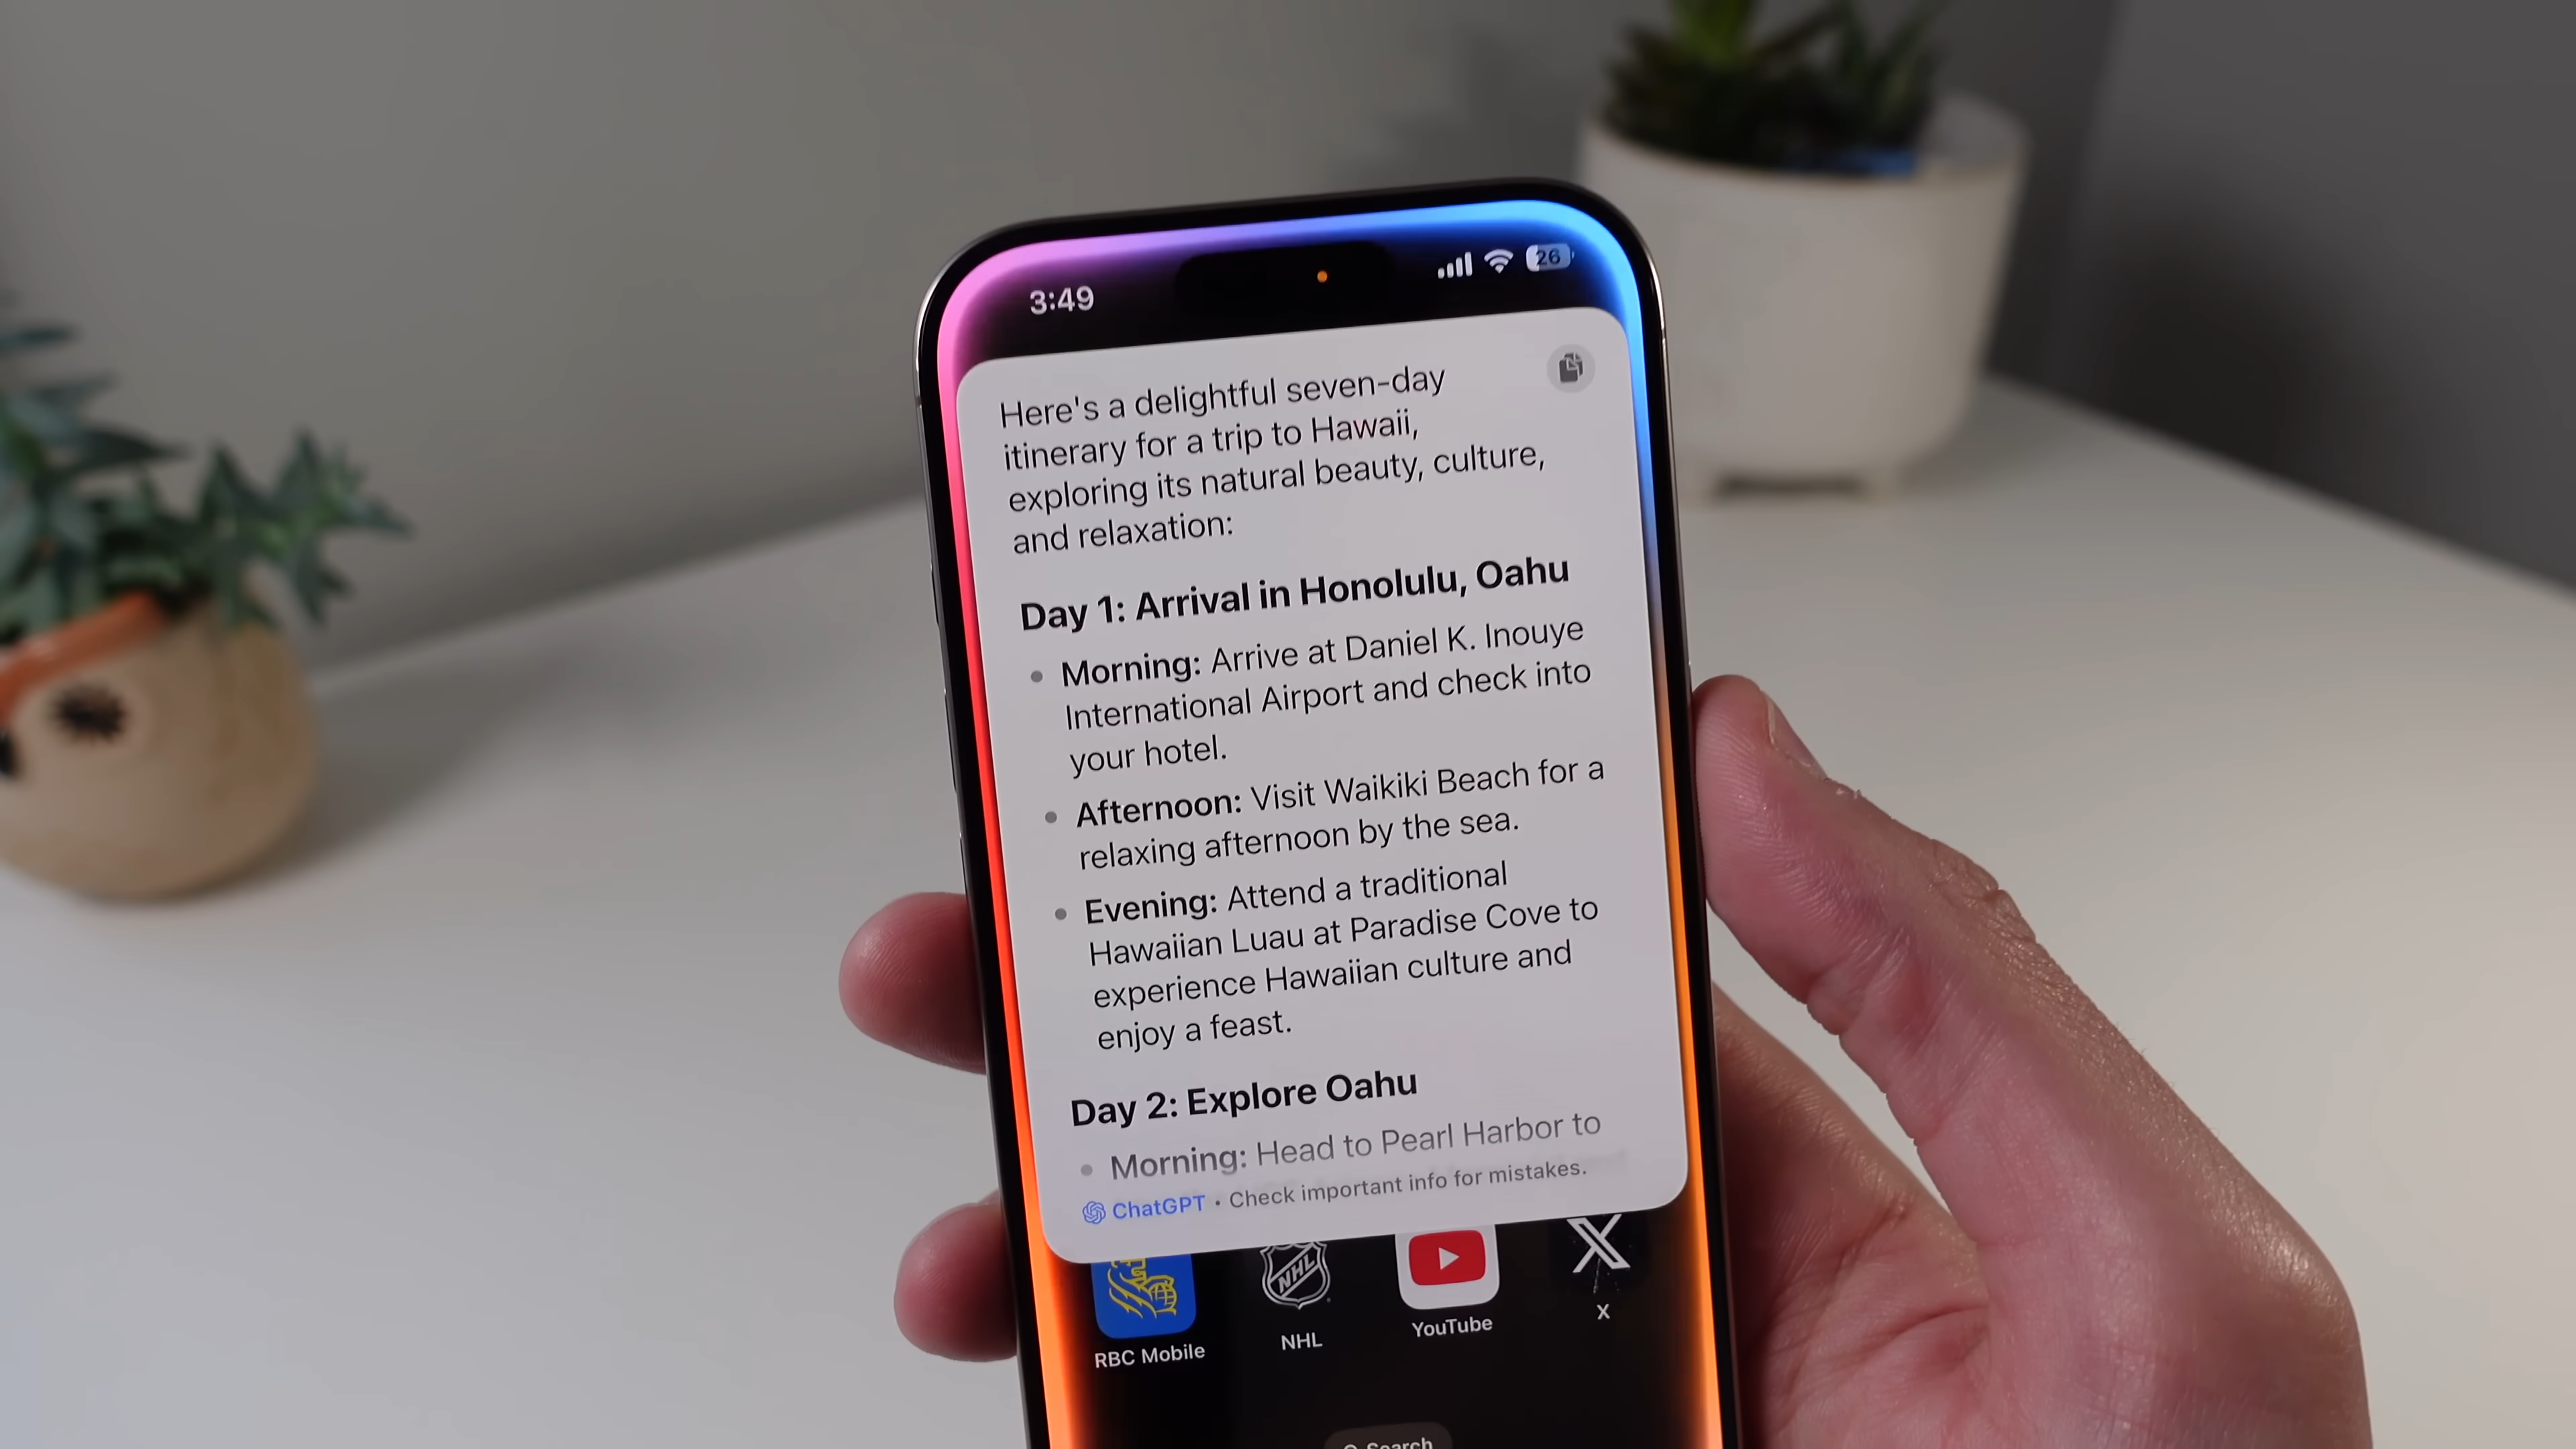 3:49
26
Here's a delightful seven-day
itinerary for a trip to Hawaii,
exploring its natural beauty, culture,
and relaxation:
Day 1: Arrival in Honolulu, Oahu
Morning: Arrive at Daniel K. Inouye
International Airport and check into
your hotel.
Afternoon: Visit Waikiki Beach for a
relaxing afternoon by the sea.
Evening: Attend a traditional
Hawaiian Luau at Paradise Cove to
experience Hawaiian culture and
enjoy a feast.
Day 2: Explore Oahu
Morning: Head to Pearl Harbor to
ChatGPT • Check important info for mistakes.
NHL
RBC Mobile
NHL
YouTube
X
Search